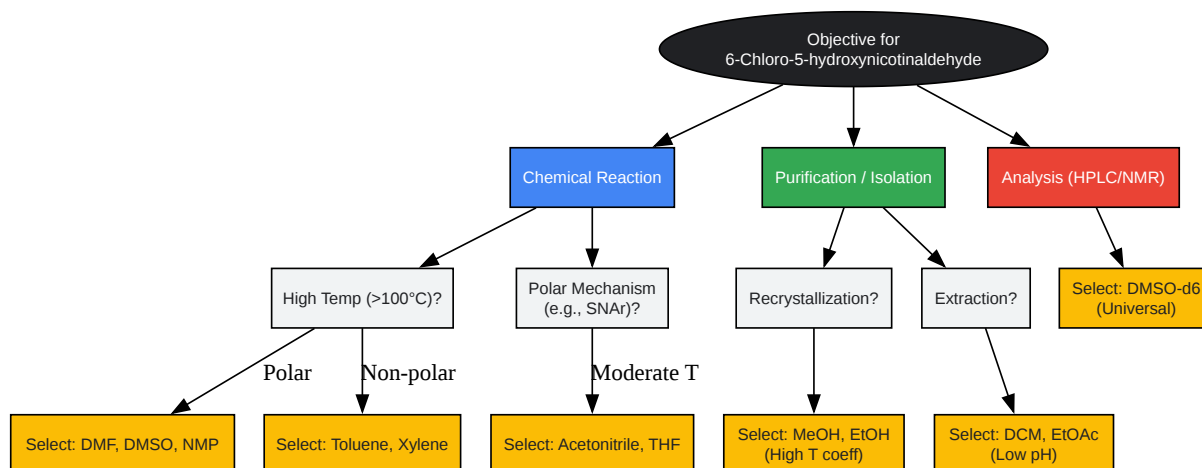 Objective for
6-Chloro-5-hydroxynicotinaldehyde
Chemical Reaction
Purification / Isolation
Analysis (HPLC/NMR)
High Temp (>100°C)?
Polar Mechanism
(e.g., SNAr)?
Recrystallization?
Extraction?
Select: DMSO-d6
(Universal)
Polar
Non-polar
Moderate T
Select: DMF, DMSO, NMP
Select: Toluene, Xylene
Select: Acetonitrile, THF
Select: MeOH, EtOH
(High T coeff)
Select: DCM, EtOAc
(Low pH)